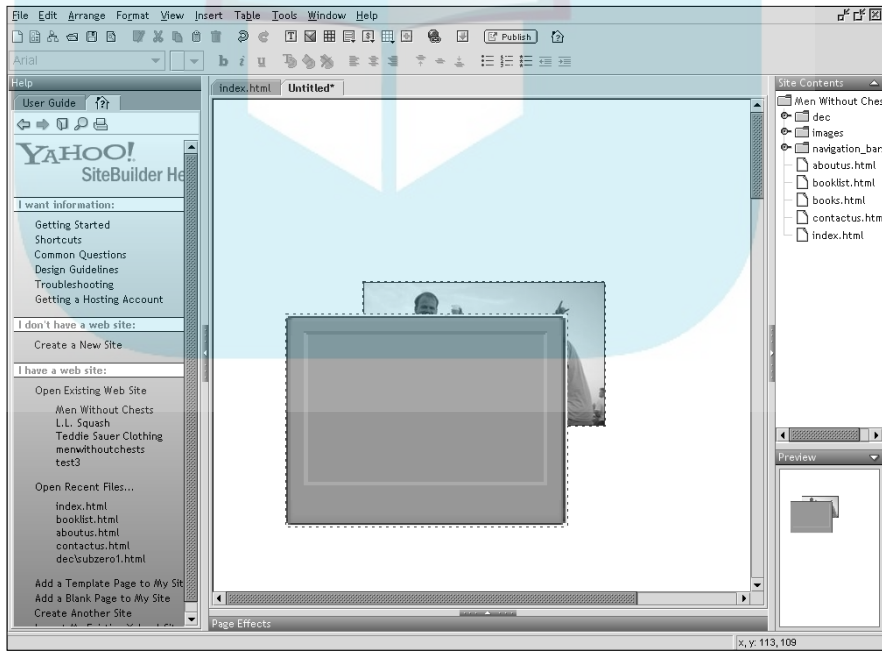 File Edit Arrange Format View Insert Table Tools Window Help
Publish
Arial
b i u
Help
User Guide
YAHOO!
SiteBuilder He
I want information:
Getting Started
Shortcuts
Common Questions
Design Guidelines
Troubleshooting
Getting a Hosting Account
I don't have a web site:
Create a New Site
I have a web site:
Open Existing Web Site
Men Without Chests
L.L. Squash
Teddie Sauer Clothing
menwithoutchests
test3
Open Recent Files...
index.html
booklist.html
aboutus.html
contactus.html
dec\subzero1.html
Add a Template Page to My Sit
Add a Blank Page to My Site
Create Another Site
index.html Untitled*
Page Effects
Site Contents
Men Without Ches
dec
images
navigation_bar
aboutus.html
booklist.html
books.html
contactus.htm
index.html
Preview
x, y: 113, 109